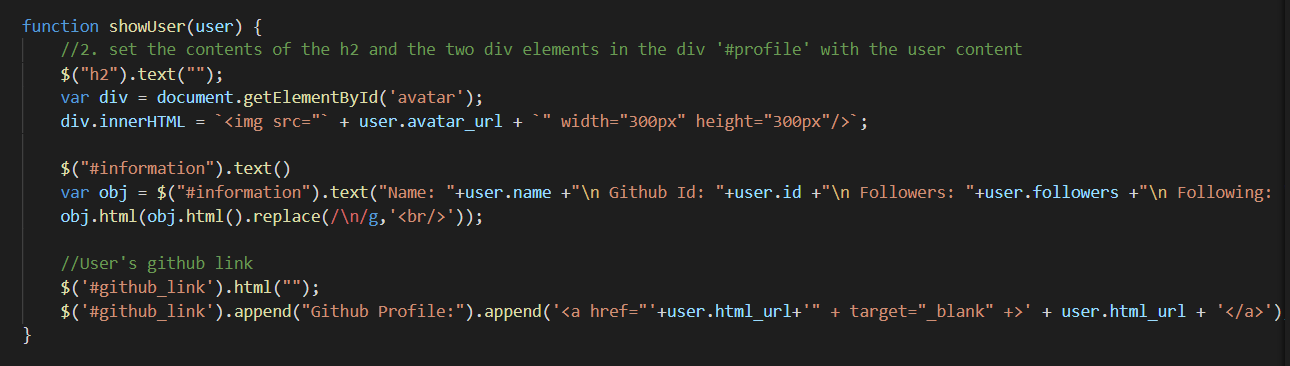 function showUser(user) {
    //2. set the contents of the h2 and the two div elements in the div '#profile' with the user content
    $("h2").text("");
    var div = document.getElementById('avatar');
    div.innerHTML = `<img src="` + user.avatar_url + `" width="300px" height="300px"/>`;
    $("#information").text()
    var obj = $("#information").text("Name: "+user.name +"\n Github Id: "+user.id +"\n Followers: "+user.followers +"\n Following:
    obj.html(obj.html().replace(/\n/g,'<br/>'));
    //User's github link
    $('#github_link').html("");
    $('#github_link').append("Github Profile:").append('<a href="'+user.html_url+'" + target="_blank" +>' + user.html_url + '</a>')
}